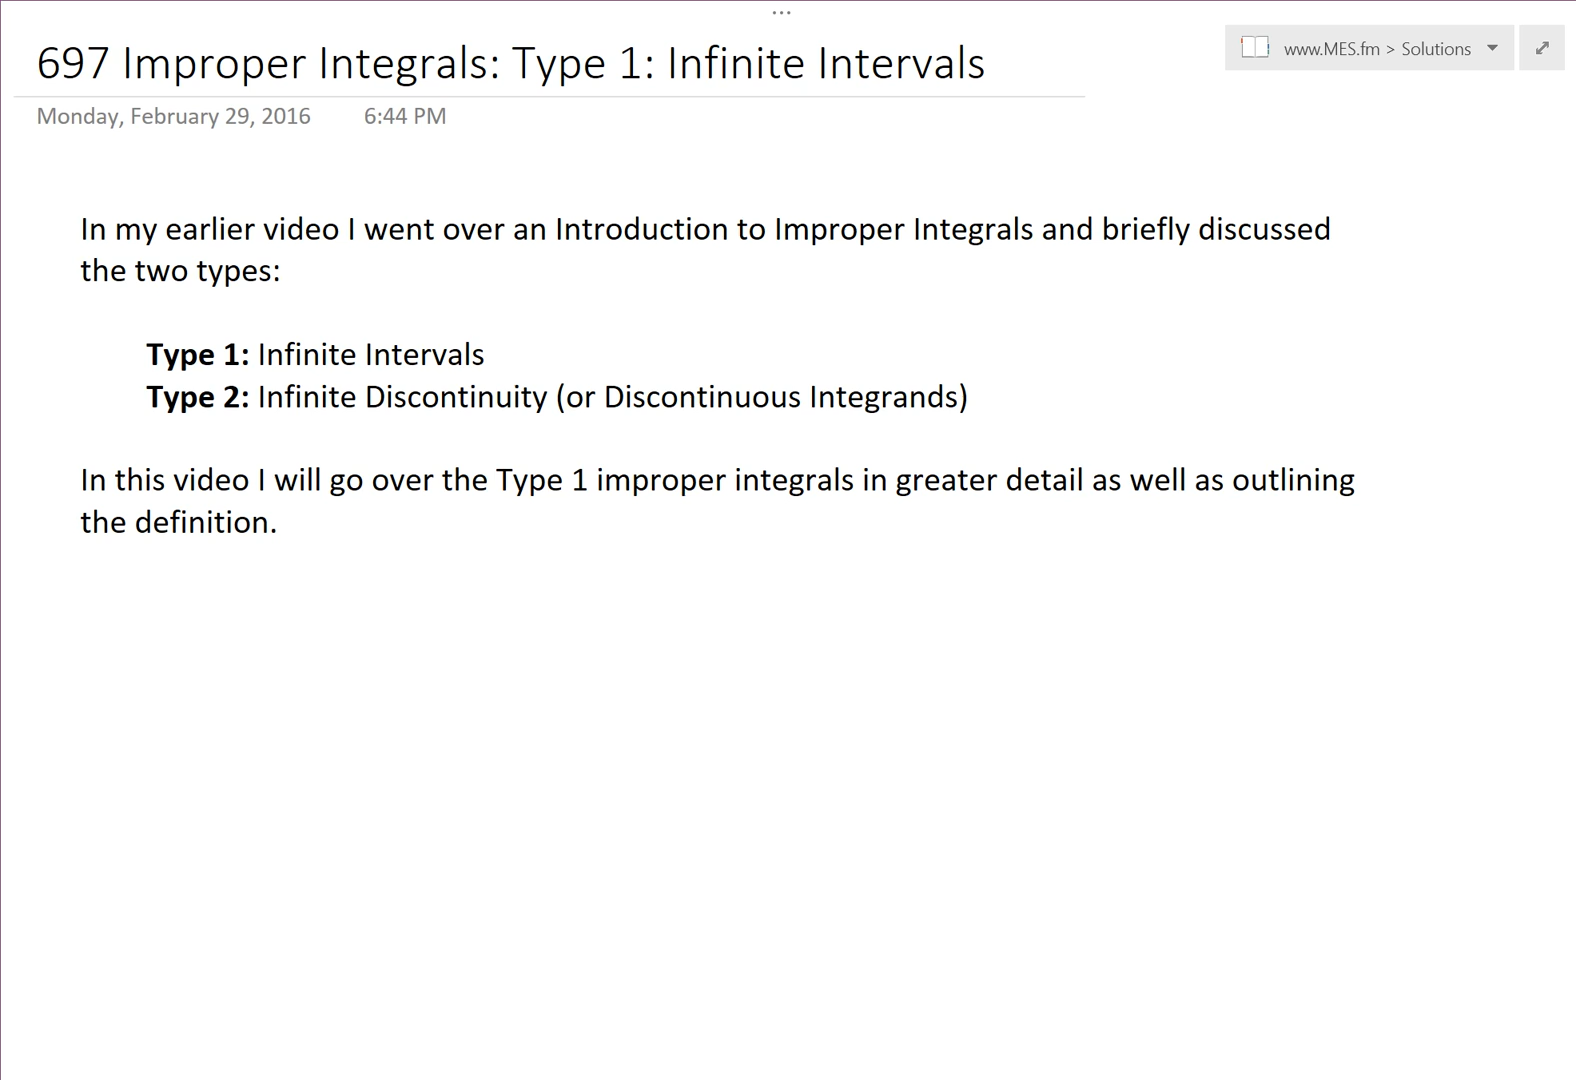 ...
697 Improper Integrals: Type 1: Infinite Intervals
www.MES.fm > Solutions
Monday, February 29, 2016 6:44 PM
In my earlier video I went over an Introduction to Improper Integrals and briefly discussed
the two types:
Type 1: Infinite Intervals
Type 2: Infinite Discontinuity (or Discontinuous Integrands)
In this video I will go over the Type 1 improper integrals in greater detail as well as outlining
the definition.